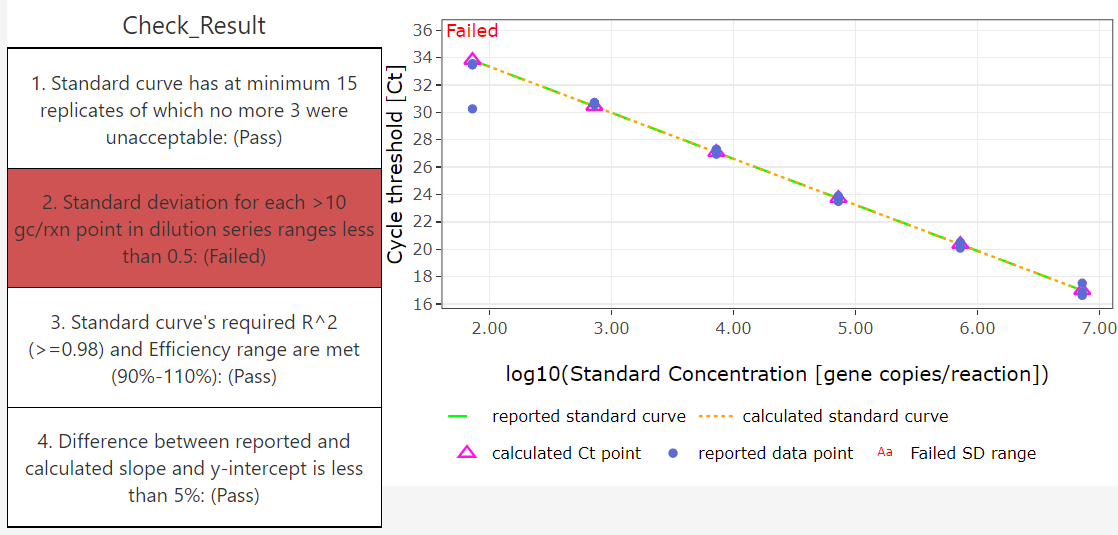 Check_Result
1. Standard curve has at minimum 15
replicates of which no more 3 were
unacceptable: (Pass)
2. Standard deviation for each >10
gc/rxn point in dilution series ranges less
than 0.5: (Failed)
3. Standard curve's required R^2
(>=0.98) and Efficiency range are met
(90%-110%): (Pass)
4. Difference between reported and
calculated slope and y-intercept is less
than 5%: (Pass)
Cycle threshold [Ct]
36
34
32
30
28
26
24
22
20
18
16
Failed
2.00 3.00 4.00 5.00 6.00 7.00
log10(Standard Concentration [gene copies/reaction])
reported standard curve calculated standard curve
calculated Ct point reported data point Aa Failed SD range